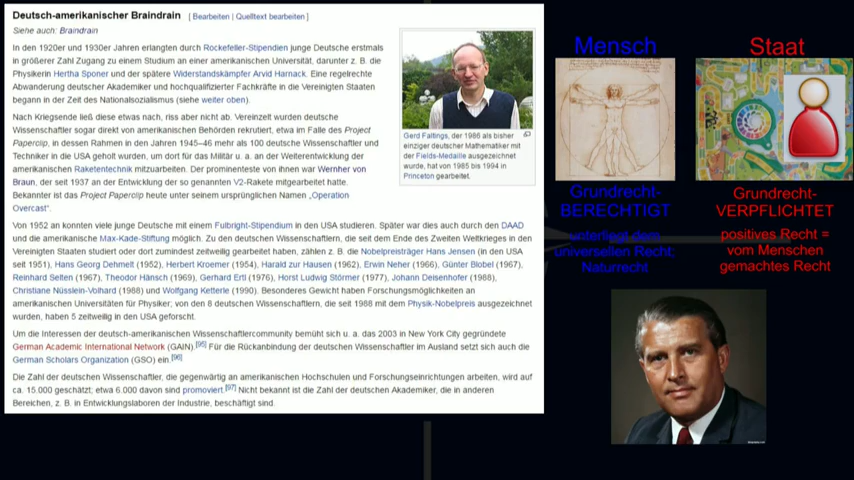 Deutsch-amerikanischer Braindrain [ Bearbeiten | Quelltext bearbeiten ]
Siehe auch: Braindrain
In den 1920er und 1930er Jahren erlangten durch Rockefeller-Stipendien junge Deutsche erstmals
in größerer Zahl Zugang zu einem Studium an einer amerikanischen Universität, darunter z. B. die
Physikerin Hertha Sponer und der spätere Widerstandskämpfer Arvid Harnack. Eine regelrechte
Abwanderung deutscher Akademiker und hochqualifizierter Fachkräfte in die Vereinigten Staaten
begann in der Zeit des Nationalsozialismus (siehe weiter oben).
Nach Kriegsende ließ diese etwas nach, riss aber nicht ab. Vereinzelt wurden deutsche
Wissenschaftler sogar direkt von amerikanischen Behörden rekrutiert, etwa im Falle des Project
Paperclip, in dessen Rahmen in den Jahren 1945–46 mehr als 100 deutsche Wissenschaftler und
Techniker in die USA geholt wurden, um dort für das Militär u. a. an der Weiterentwicklung der
amerikanischen Raketentechnik mitzuarbeiten. Der prominenteste von ihnen war Wernher von
Braun, der seit 1937 an der Entwicklung der so genannten V2-Rakete mitgearbeitet hatte.
Bekannter ist das Project Paperclip heute unter seinem ursprünglichen Namen „Operation
Overcast“.
Gerd Faltings, der 1986 als bisher
einziger deutscher Mathematiker mit
der Fields-Medaille ausgezeichnet
wurde, hat von 1985 bis 1994 in
Princeton gearbeitet.
Von 1952 an konnten viele junge Deutsche mit einem Fulbright-Stipendium in den USA studieren. Später war dies auch durch den DAAD
und die amerikanische Max-Kade-Stiftung möglich. Zu den deutschen Wissenschaftlern, die seit dem Ende des Zweiten Weltkrieges in den
Vereinigten Staaten studiert oder dort zumindest zeitweilig gearbeitet haben, zählen z. B. die Nobelpreisträger Hans Jensen (in den USA
seit 1951), Hans Georg Dehmelt (1952), Herbert Kroemer (1954), Harald zur Hausen (1962), Erwin Neher (1966), Günter Blobel (1967),
Reinhard Selten (1967), Theodor Hänsch (1969), Gerhard Ertl (1976), Horst Ludwig Störmer (1977), Johann Deisenhofer (1988),
Christiane Nüsslein-Volhard (1988) und Wolfgang Ketterle (1990). Besonderes Gewicht haben Forschungsmöglichkeiten an
amerikanischen Universitäten für Physiker; von den 8 deutschen Wissenschaftlern, die seit 1988 mit dem Physik-Nobelpreis ausgezeichnet
wurden, haben 5 zeitweilig in den USA geforscht.
Um die Interessen der deutsch-amerikanischen Wissenschaftlercommunity bemüht sich u. a. das 2003 in New York City gegründete
German Academic International Network (GAIN).[95] Für die Rückanbindung der deutschen Wissenschaftler im Ausland setzt sich auch die
German Scholars Organization (GSO) ein.[96]
Die Zahl der deutschen Wissenschaftler, die gegenwärtig an amerikanischen Hochschulen und Forschungseinrichtungen arbeiten, wird auf
ca. 15.000 geschätzt; etwa 6.000 davon sind promoviert.[97] Nicht bekannt ist die Zahl der deutschen Akademiker, die in anderen
Bereichen, z. B. in Entwicklungslaboren der Industrie, beschäftigt sind.
Mensch
Grundrecht-
BERECHTIGT
unterliegt dem
universellen Recht;
Naturrecht
Staat
Grundrecht-
VERPFLICHTET
positives Recht =
vom Menschen
gemachtes Recht